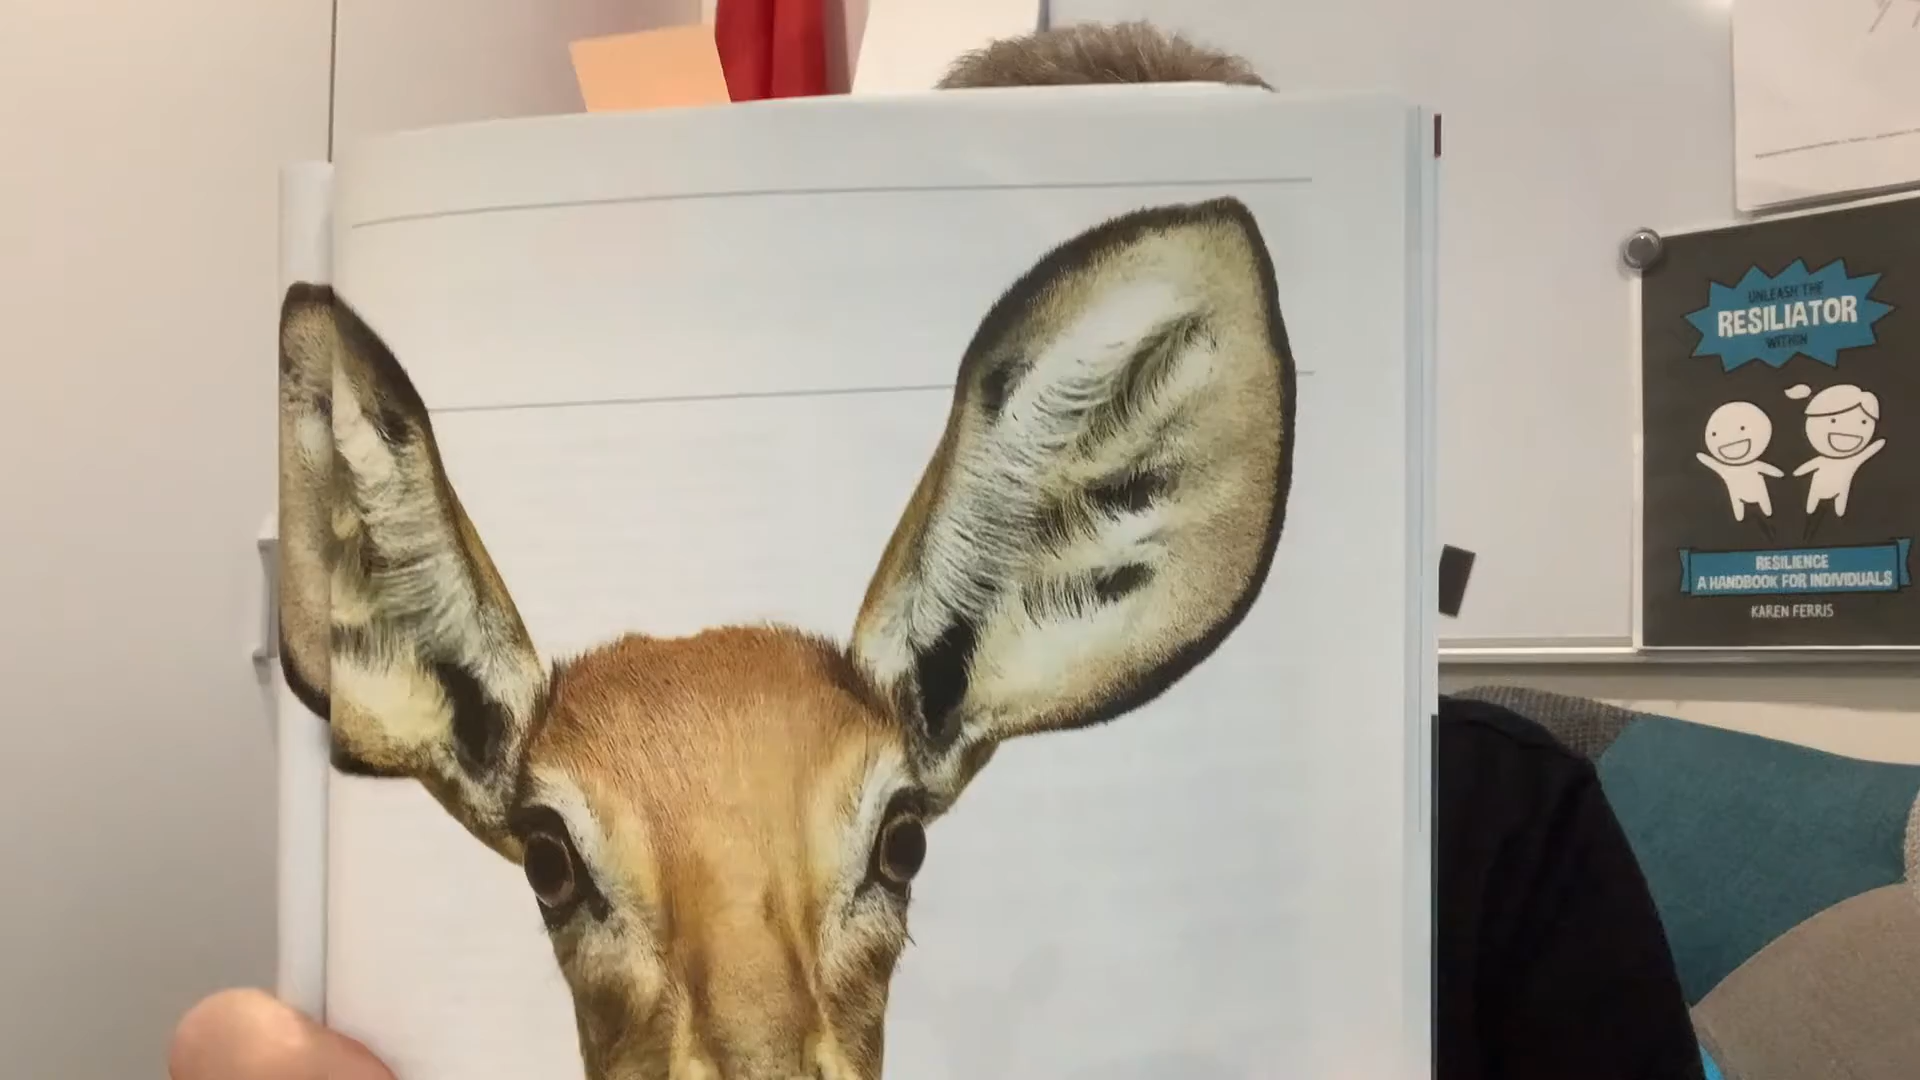 UNLEASH THE
RESILIATOR
WITHIN
RESILIENCE
A HANDBOOK FOR INDIVIDUALS
KAREN FERRIS